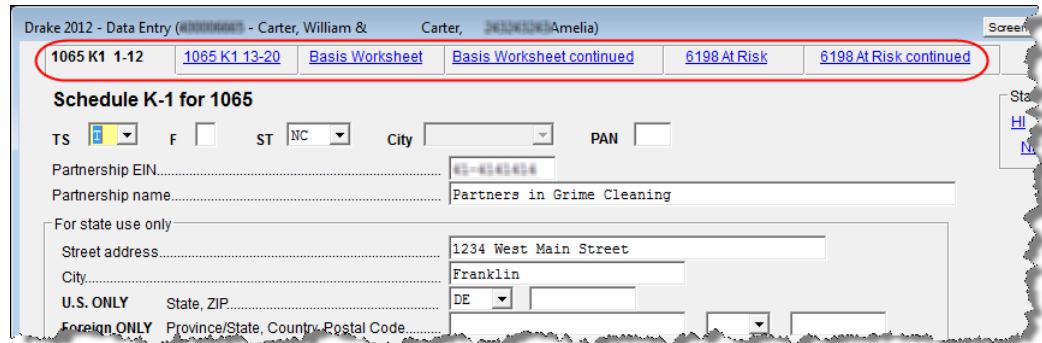 Drake 2012 - Data Entry ( - Carter, William & Carter, Amelia)
Screen
1065 K1 1-12 1065 K1 13-20 Basis Worksheet Basis Worksheet continued 6198 At Risk 6198 At Risk continued
Schedule K-1 for 1065
Sta
HI
TS T F ST NC City PAN
N
Partnership EIN
Partnership name Partners in Grime Cleaning
For state use only
Street address 1234 West Main Street
City Franklin
U.S. ONLY State, ZIP DE
Foreign ONLY Province/State, Country, Postal Code